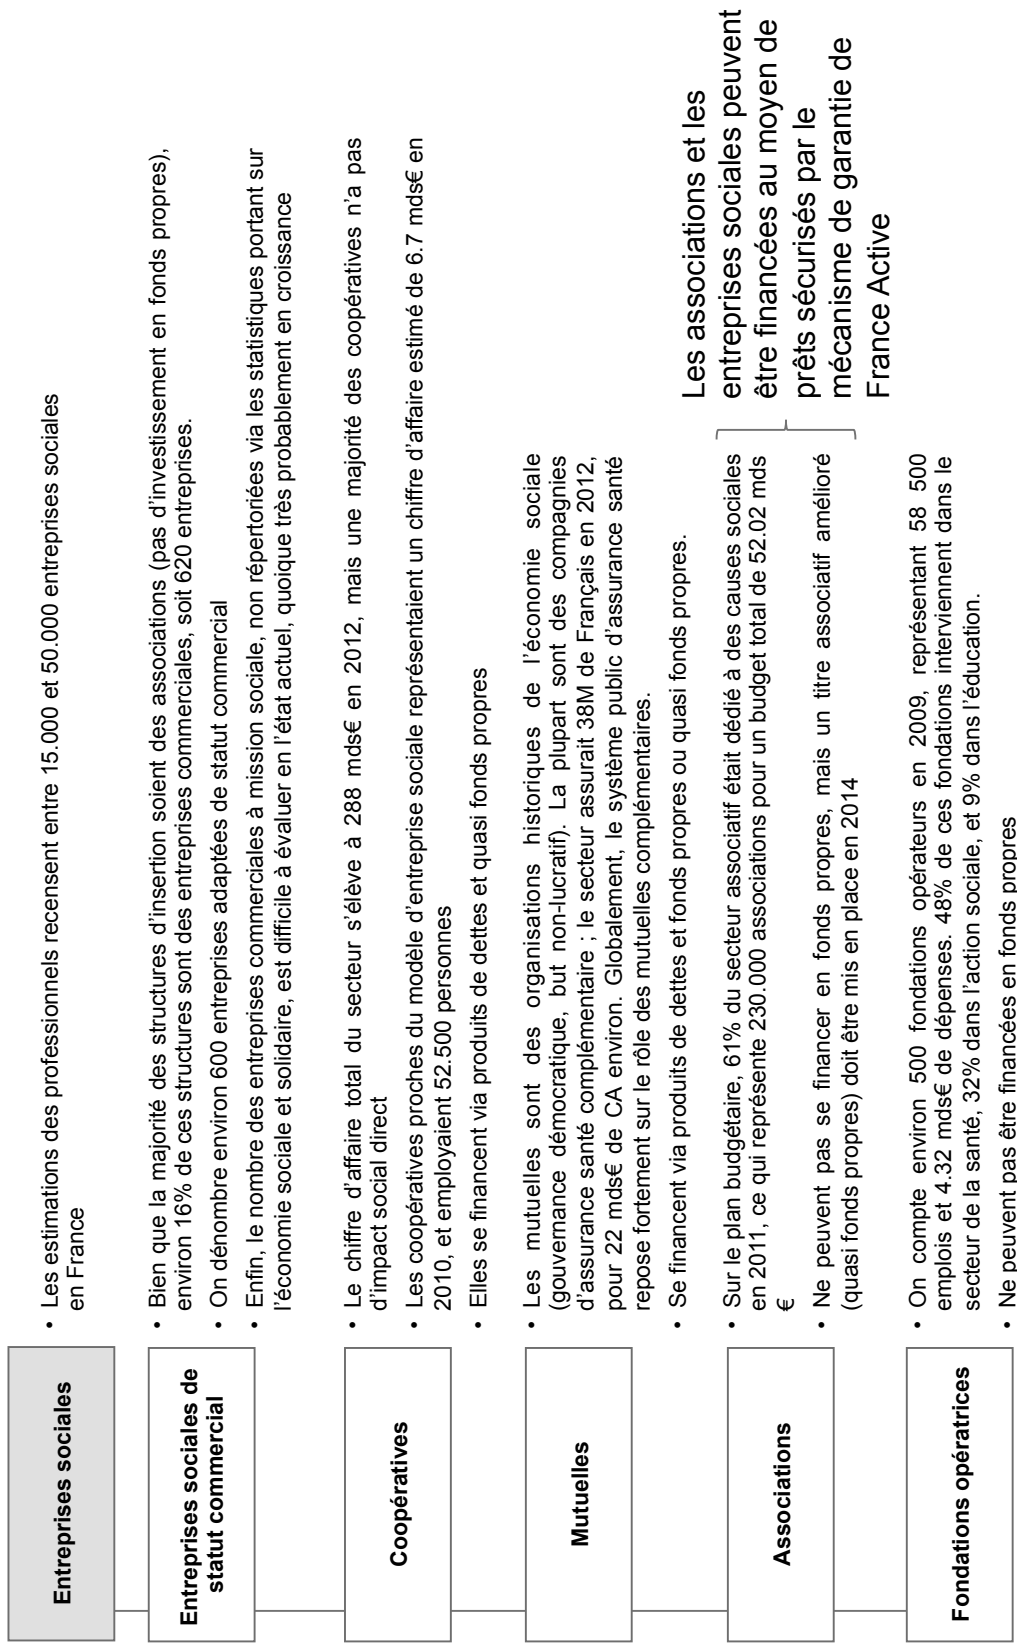 Entreprises sociales
• Les estimations des professionnels recensent entre 15.000 et 50.000 entreprises sociales
en France
Entreprises sociales de
statut commercial
• Bien que la majorité des structures d'insertion soient des associations (pas d'investissement en fonds propres),
environ 16% de ces structures sont des entreprises commerciales, soit 620 entreprises.
• On dénombre environ 600 entreprises adaptées de statut commercial
• Enfin, le nombre des entreprises commerciales à mission sociale, non répertoriées via les statistiques portant sur
l'économie sociale et solidaire, est difficile à évaluer en l'état actuel, quoique très probablement en croissance
Coopératives
• Le chiffre d'affaire total du secteur s'élève à 288 mds€ en 2012, mais une majorité des coopératives n'a pas
d'impact social direct
• Les coopératives proches du modèle d'entreprise sociale représentaient un chiffre d'affaire estimé de 6.7 mds€ en
2010, et employaient 52.500 personnes
• Elles se financent via produits de dettes et quasi fonds propres
Mutuelles
• Les mutuelles sont des organisations historiques de l'économie sociale
(gouvernance démocratique, but non-lucratif). La plupart sont des compagnies
d'assurance santé complémentaire ; le secteur assurait 38M de Français en 2012,
pour 22 mds€ de CA environ. Globalement, le système public d'assurance santé
repose fortement sur le rôle des mutuelles complémentaires.
• Se financent via produits de dettes et fonds propres ou quasi fonds propres.
Associations
• Sur le plan budgétaire, 61% du secteur associatif était dédié à des causes sociales
en 2011, ce qui représente 230.000 associations pour un budget total de 52.02 mds
€
• Ne peuvent pas se financer en fonds propres, mais un titre associatif amélioré
(quasi fonds propres) doit être mis en place en 2014
Les associations et les
entreprises sociales peuvent
être financées au moyen de
prêts sécurisés par le
mécanisme de garantie de
France Active
Fondations opératrices
• On compte environ 500 fondations opérateurs en 2009, représentant 58 500
emplois et 4.32 mds€ de dépenses. 48% de ces fondations interviennent dans le
secteur de la santé, 32% dans l'action sociale, et 9% dans l'éducation.
• Ne peuvent pas être financées en fonds propres